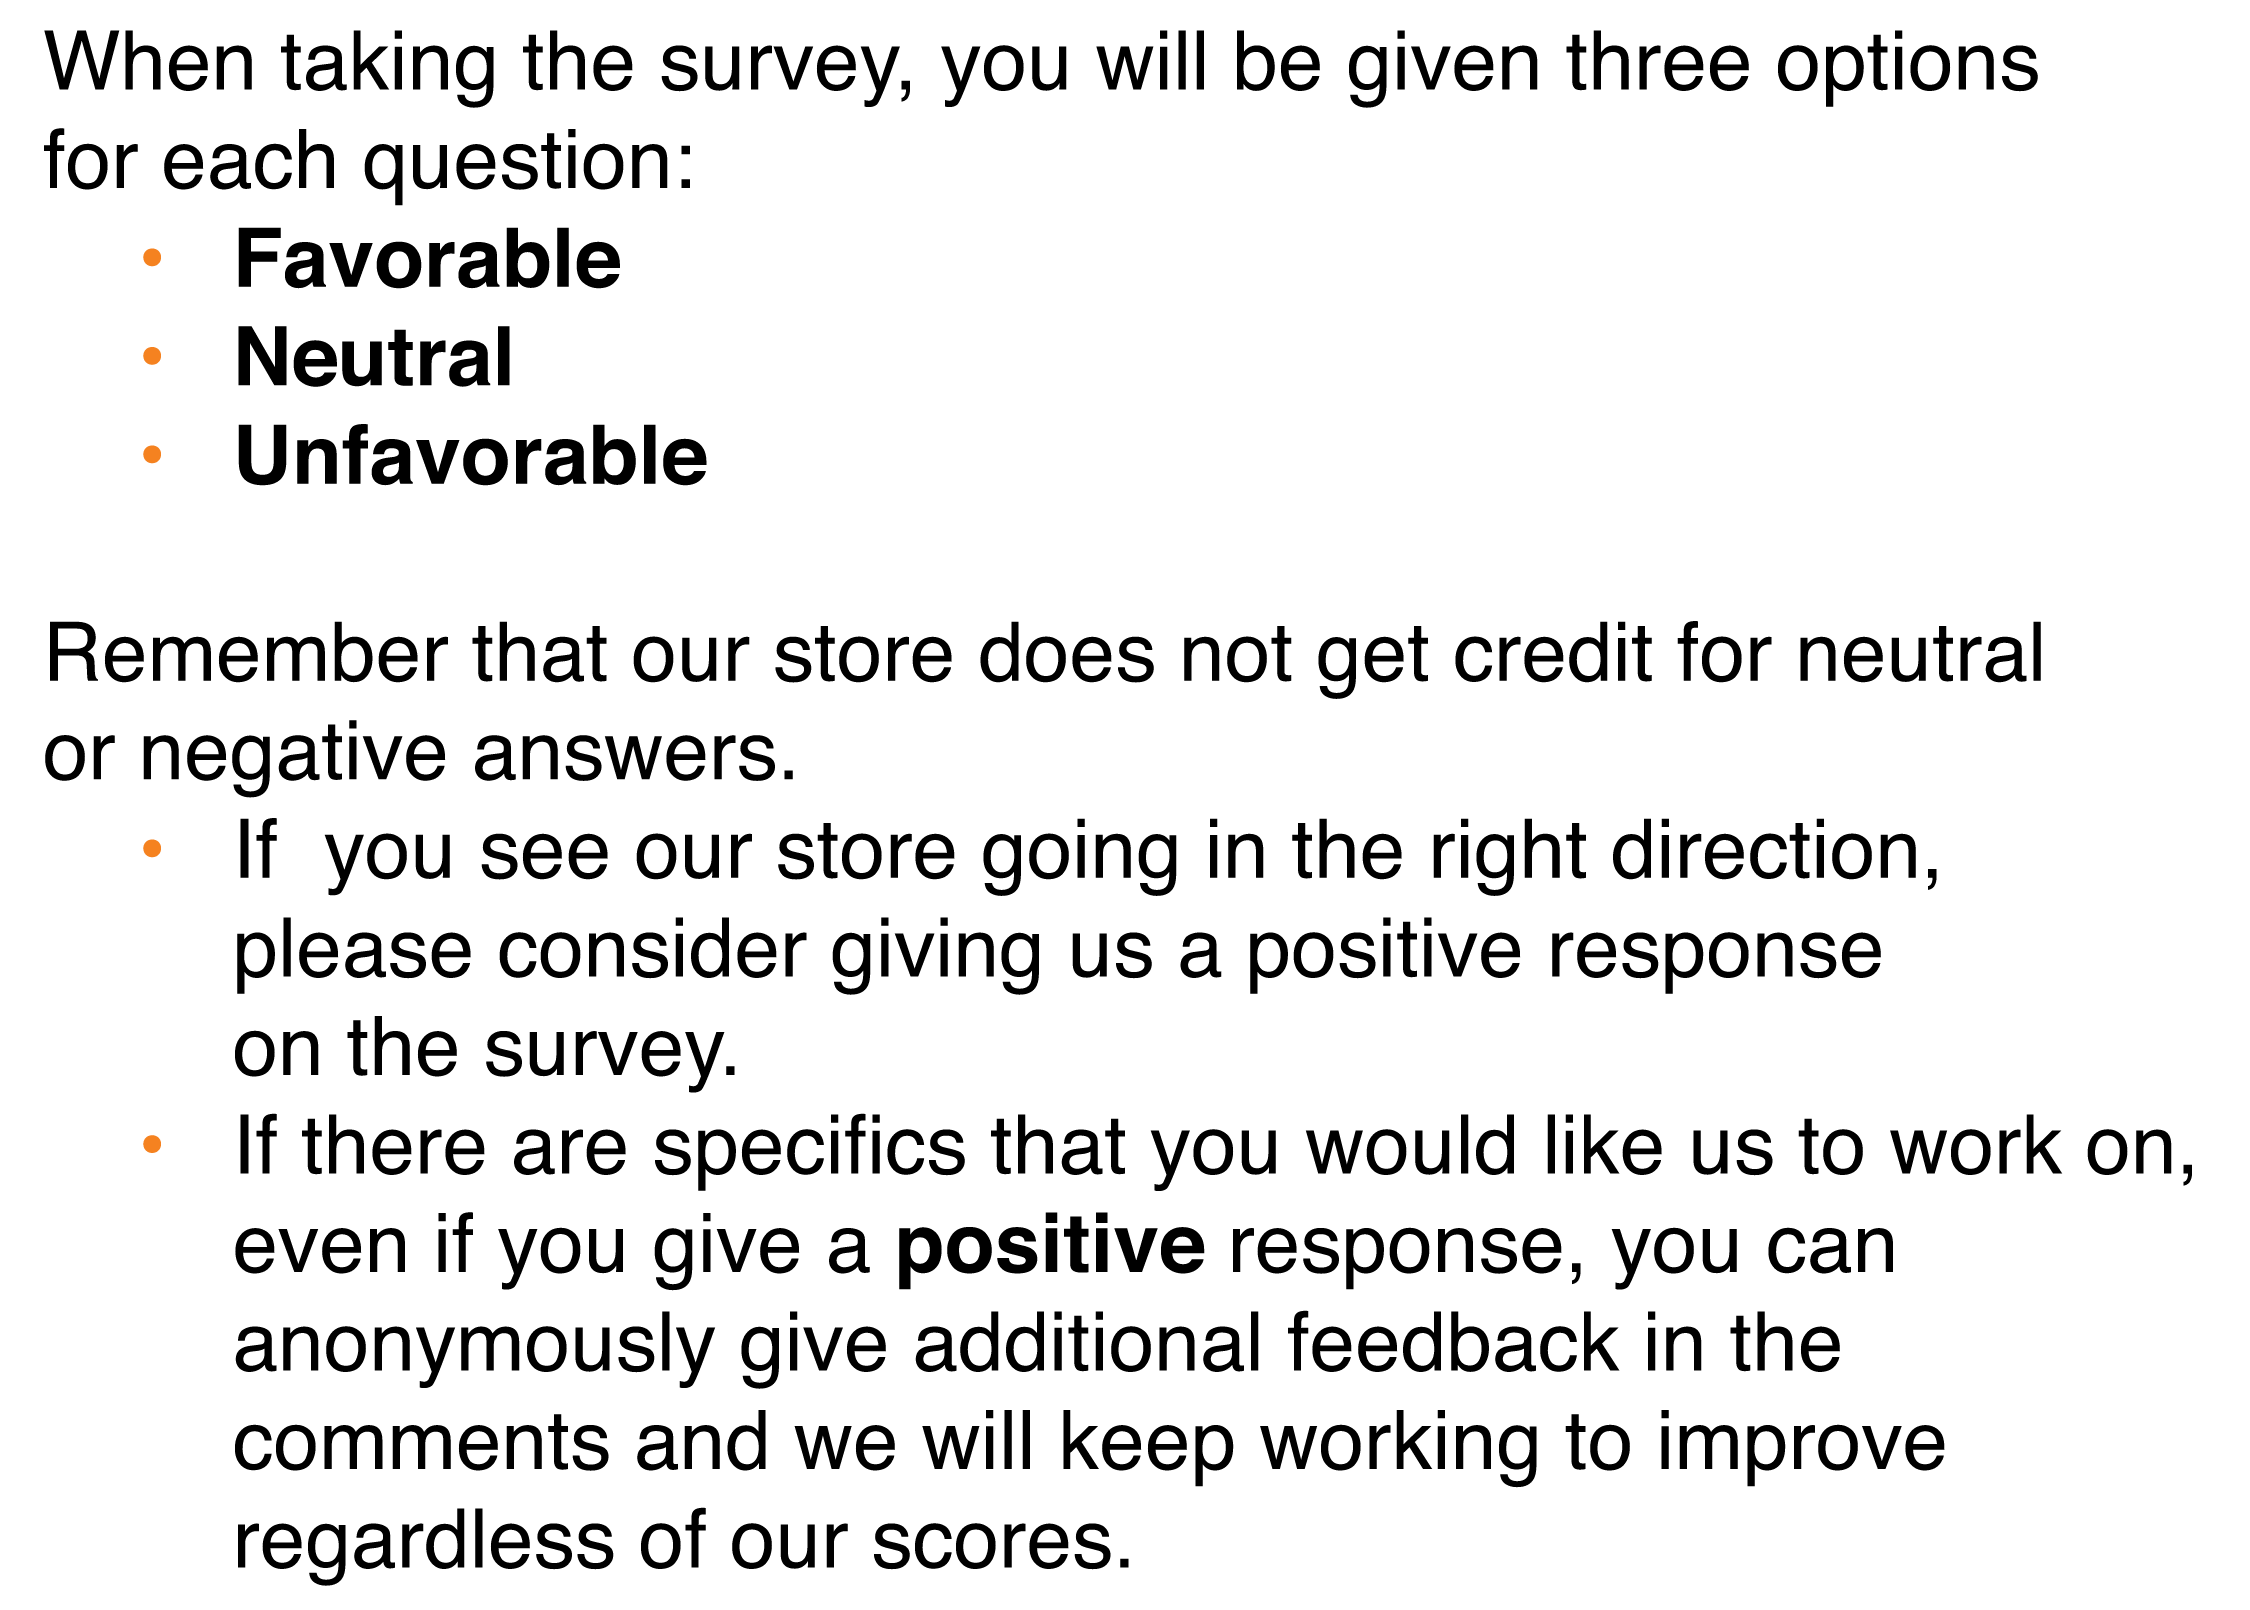 When taking the survey, you will be given three options
for each question:
• Favorable
• Neutral
• Unfavorable
Remember that our store does not get credit for neutral
or negative answers.
• If  you see our store going in the right direction,
please consider giving us a positive response
on the survey.
• If there are specifics that you would like us to work on,
even if you give a positive response, you can
anonymously give additional feedback in the
comments and we will keep working to improve
regardless of our scores.